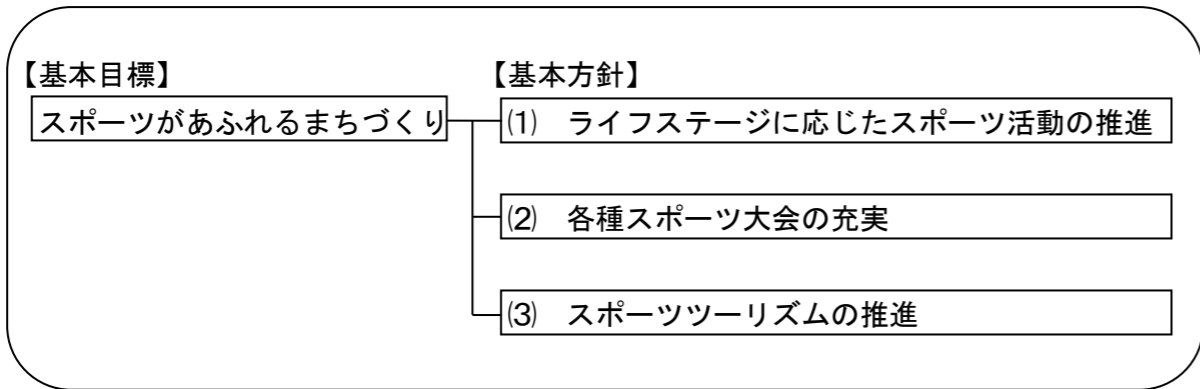 【基本目標】
【基本方針】
スポーツがあふれるまちづくり
⑴　ライフステージに応じたスポーツ活動の推進
⑵　各種スポーツ大会の充実
⑶　スポーツツーリズムの推進